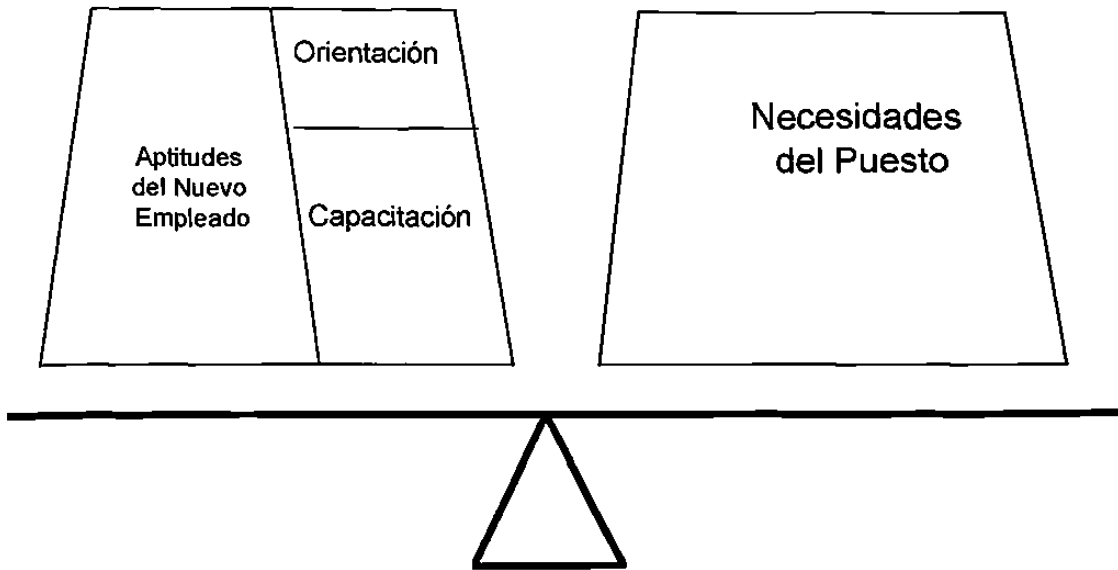 Orientación
Aptitudes
del Nuevo
Empleado
Capacitación
Necesidades
del Puesto